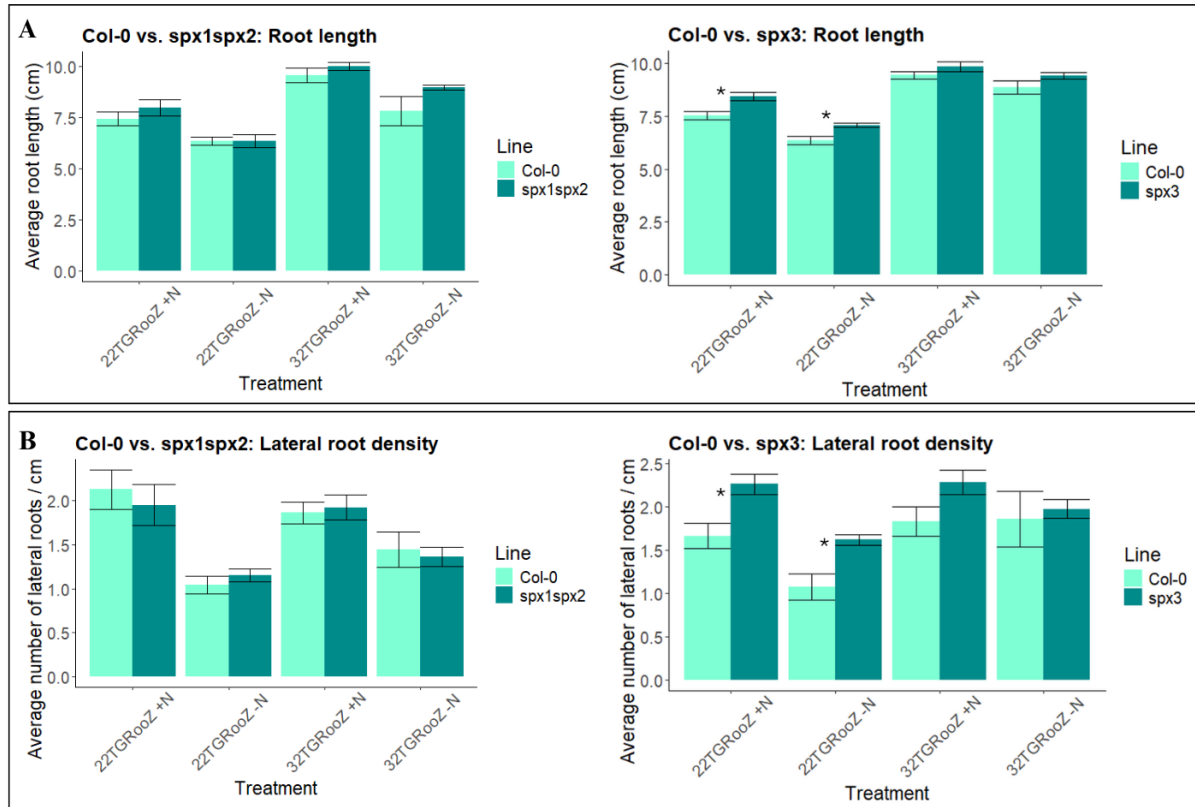 A
Col-0 vs. spx1spx2: Root length
Average root length (cm)
10.0
7.5
5.0
2.5
0.0
22TGRooZ +N
22TGRooZ -N
32TGRooZ +N
32TGRooZ -N
Treatment
Line
Col-0
spx1spx2
Col-0 vs. spx3: Root length
Average root length (cm)
10.0
7.5
5.0
2.5
0.0
*
*
22TGRooZ +N
22TGRooZ -N
32TGRooZ +N
32TGRooZ -N
Treatment
Line
Col-0
spx3
B
Col-0 vs. spx1spx2: Lateral root density
Average number of lateral roots / cm
2.0
1.5
1.0
0.5
0.0
22TGRooZ +N
22TGRooZ -N
32TGRooZ +N
32TGRooZ -N
Treatment
Line
Col-0
spx1spx2
Col-0 vs. spx3: Lateral root density
Average number of lateral roots / cm
2.5
2.0
1.5
1.0
0.5
0.0
*
*
22TGRooZ +N
22TGRooZ -N
32TGRooZ +N
32TGRooZ -N
Treatment
Line
Col-0
spx3